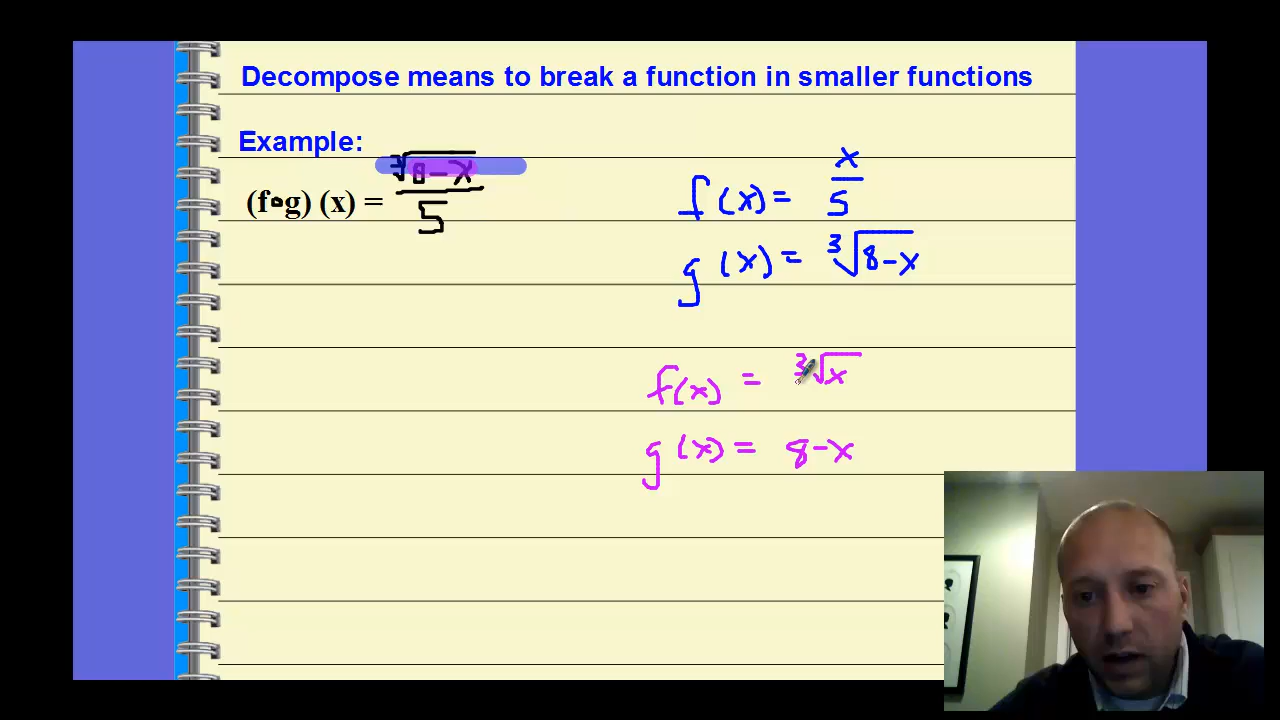 Decompose means to break a function in smaller functions
Example:
(f∘g) (x) = ∛(8-x) / 5
f(x) = x/5
g(x) = ∛(8-x)
f(x) = ∛x
g(x) = 8-x